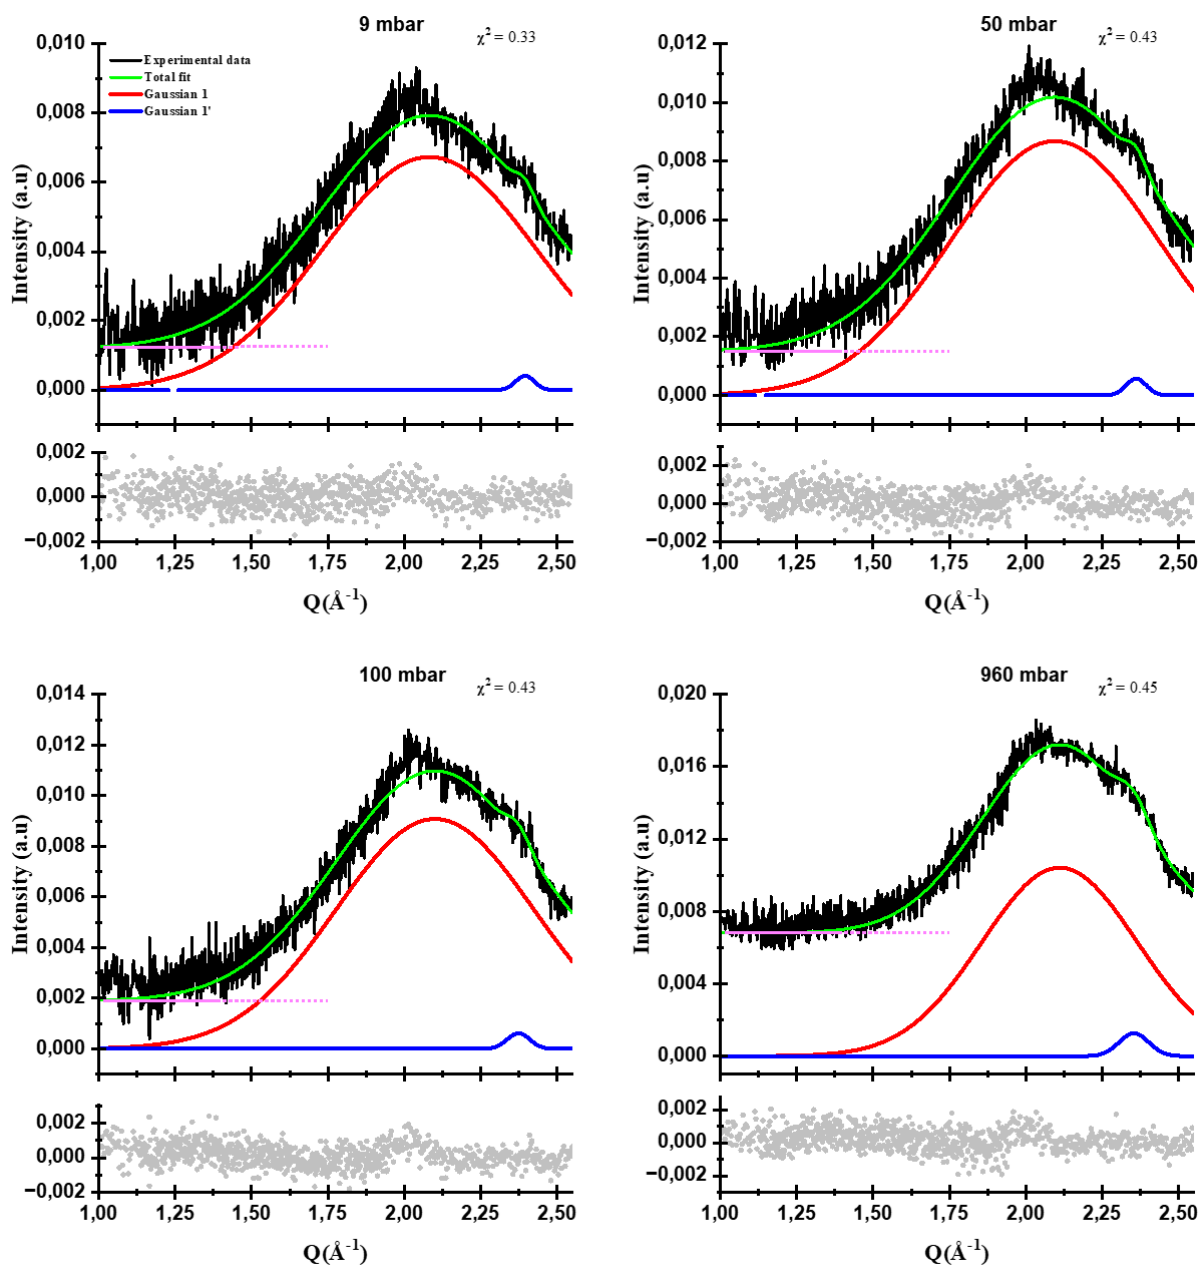 9 mbar
χ² = 0.33
0,010
0,008
0,006
0,004
0,002
0,000
Intensity (a.u)
Experimental data
Total fit
Gaussian 1
Gaussian 1'
0,002
0,000
−0,002
1,00 1,25 1,50 1,75 2,00 2,25 2,50
Q(Å⁻¹)
50 mbar
χ² = 0.43
0,012
0,010
0,008
0,006
0,004
0,002
0,000
Intensity (a.u)
0,002
0,000
−0,002
1,00 1,25 1,50 1,75 2,00 2,25 2,50
Q(Å⁻¹)
100 mbar
χ² = 0.43
0,014
0,012
0,010
0,008
0,006
0,004
0,002
0,000
Intensity (a.u)
0,002
0,000
−0,002
1,00 1,25 1,50 1,75 2,00 2,25 2,50
Q(Å⁻¹)
960 mbar
χ² = 0.45
0,020
0,016
0,012
0,008
0,004
0,000
Intensity (a.u)
0,002
0,000
−0,002
1,00 1,25 1,50 1,75 2,00 2,25 2,50
Q(Å⁻¹)